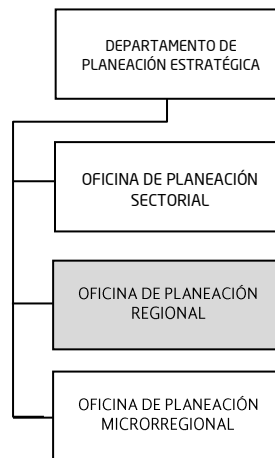 DEPARTAMENTO DE
PLANEACIÓN ESTRATÉGICA
OFICINA DE PLANEACIÓN
SECTORIAL
OFICINA DE PLANEACIÓN
REGIONAL
OFICINA DE PLANEACIÓN
MICRORREGIONAL